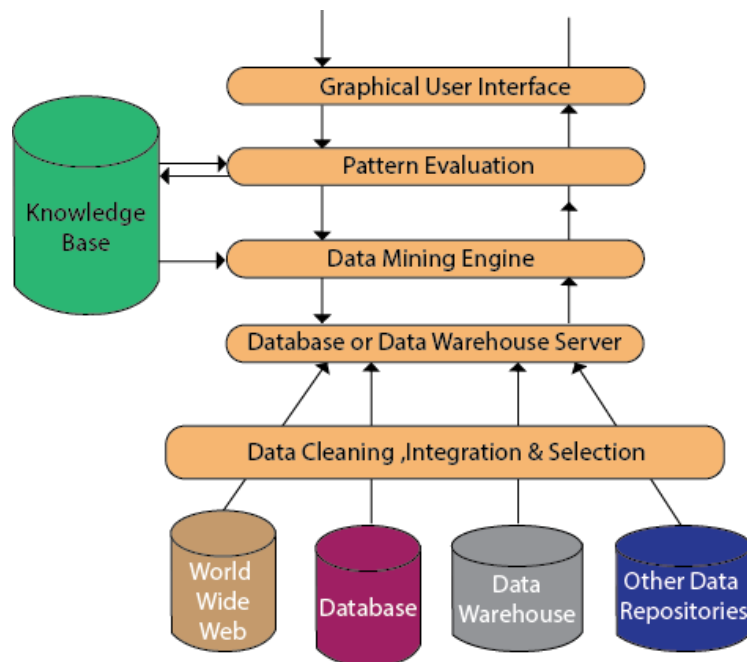 Graphical User Interface
Pattern Evaluation
Knowledge
Base
Data Mining Engine
Database or Data Warehouse Server
Data Cleaning ,Integration & Selection
World
Wide
Web
Database
Data
Warehouse
Other Data
Repositories